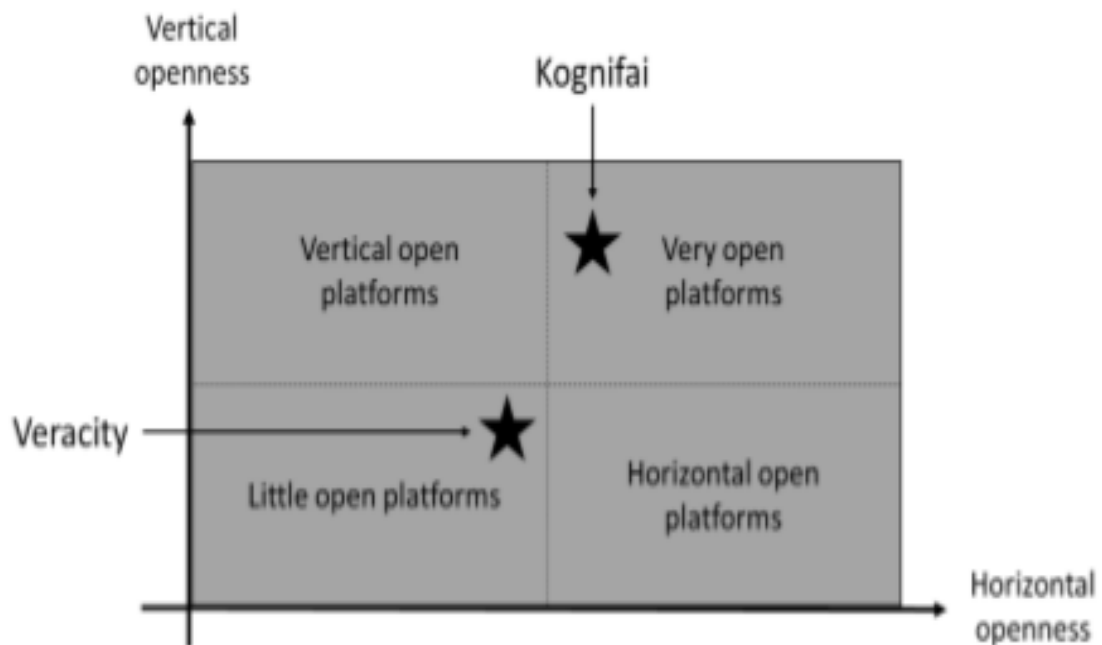 Vertical
openness
Kognifai
Vertical open
platforms
Very open
platforms
Veracity
Little open platforms
Horizontal open
platforms
Horizontal
openness